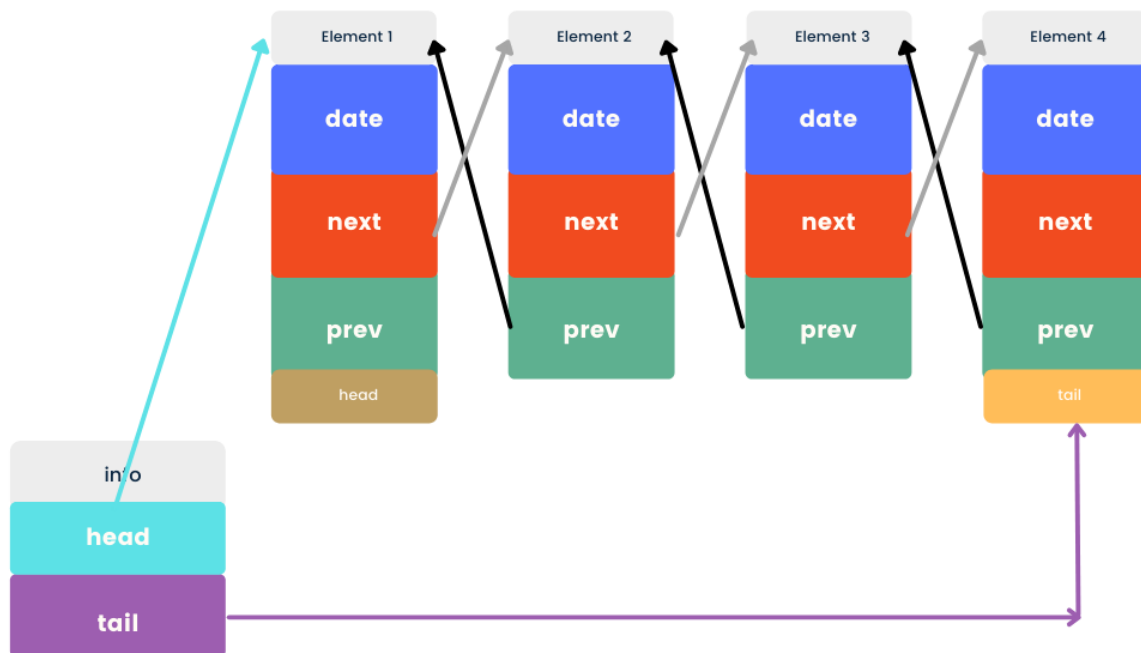 Element 1
Element 2
Element 3
Element 4
date
date
date
date
next
next
next
next
prev
prev
prev
prev
head
tail
info
head
tail